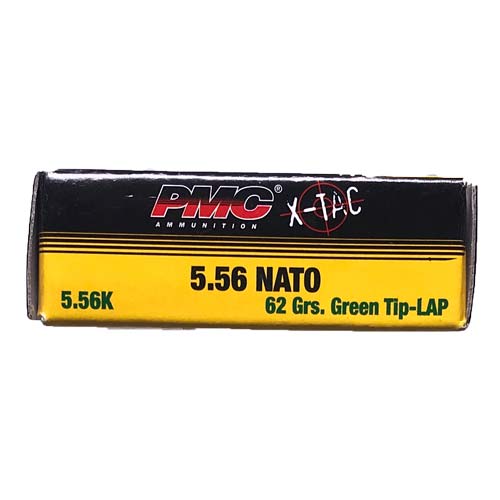 PMC® X-TAC
AMMUNITION
5.56 NATO
5.56K 62 Grs. Green Tip-LAP